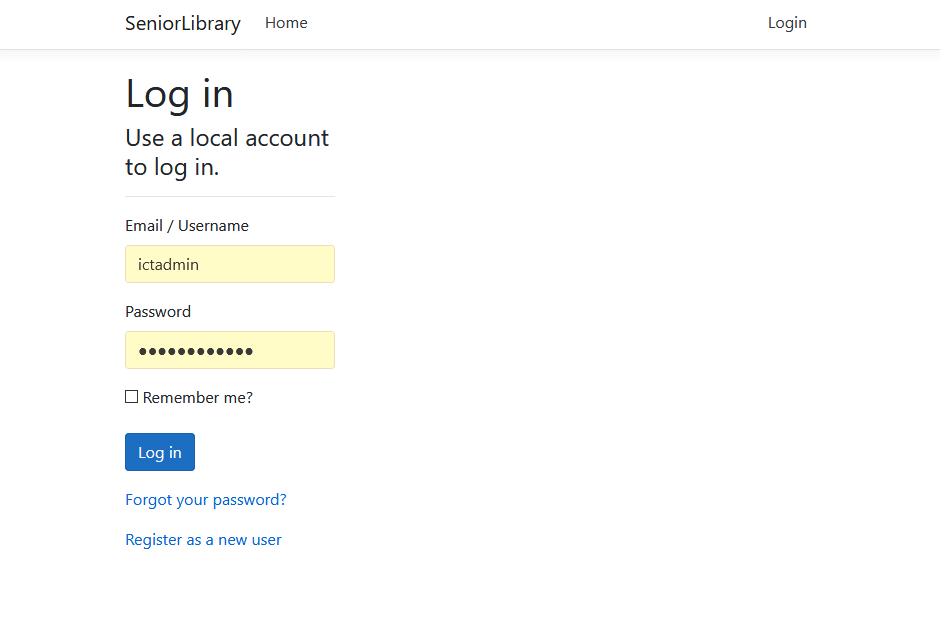 SeniorLibrary Home Login
Log in
Use a local account
to log in.
Email / Username
ictadmin
Password
●●●●●●●●●●●●
Remember me?
Log in
Forgot your password?
Register as a new user